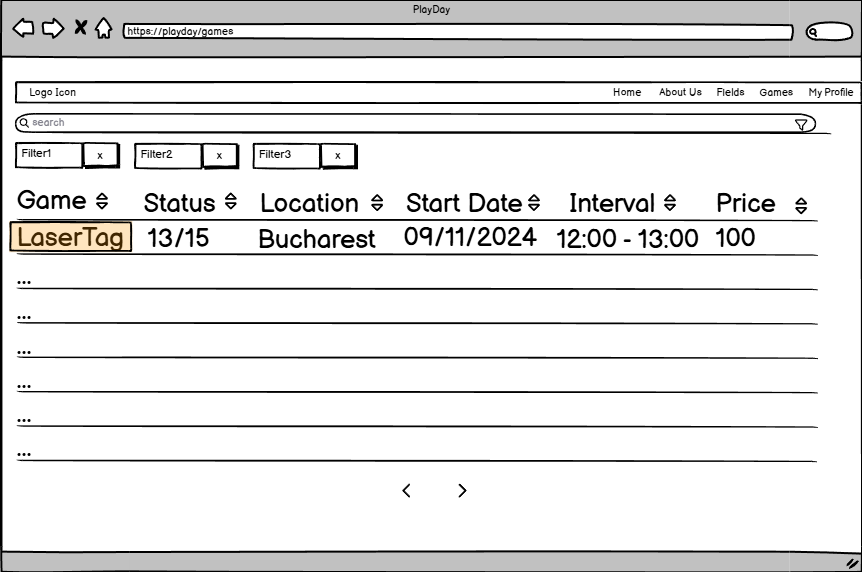 PlayDay
https://playday/games
Logo Icon Home About Us Fields Games My Profile
search
Filter1 x Filter2 x Filter3 x
Game Status Location Start Date Interval Price
LaserTag 13/15 Bucharest 09/11/2024 12:00 - 13:00 100
...
...
...
...
...
...